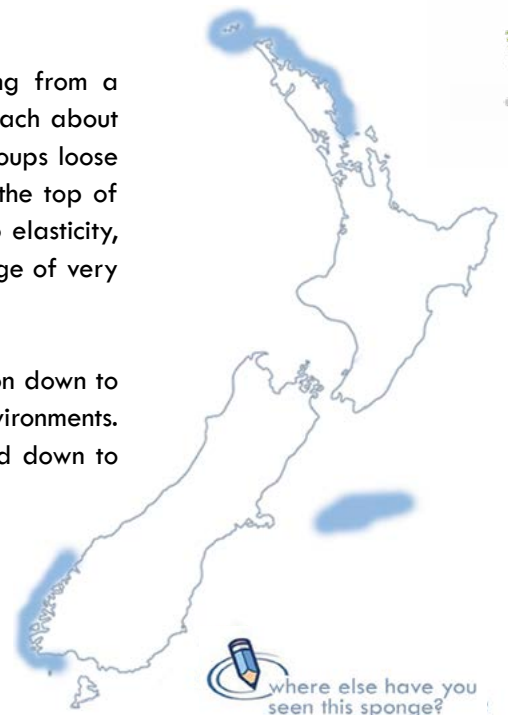 ng from a
each about
oups loose
the top of
elasticity,
ge of very
on down to
vironments.
d down to
where else have you
seen this sponge?